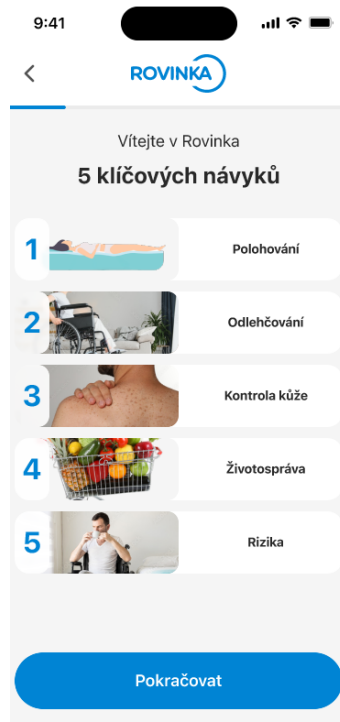 9:41
ROVINKA
Vítejte v Rovinka
5 klíčových návyků
1 Polohování
2 Odlehčování
3 Kontrola kůže
4 Životospráva
5 Rizika
Pokračovat